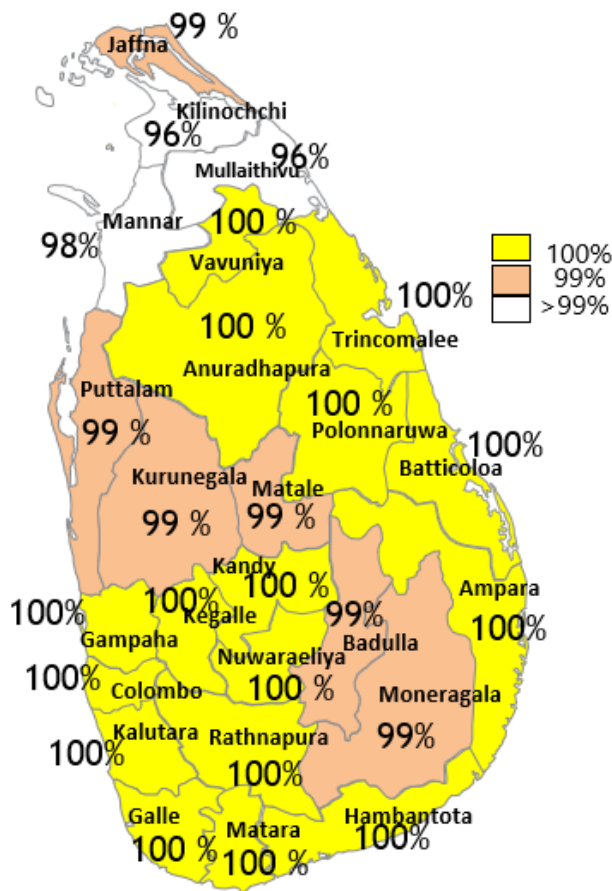 99 %
Jaffna
Kilinochchi
96%
96%
Mullaithivu
Mannar
100 %
98%
Vavuniya
100%
100%
99%
>99%
100 %
Trincomalee
Anuradhapura
Puttalam
100 %
99 %
Polonnaruwa
100%
Batticoloa
Kurunegala
Matale
99 %
99 %
Kandy
100 %
Ampara
100%
100%
Kegalle
99%
100%
Gampaha
Badulla
Nuwaraeliya
100%
Colombo
100 %
Moneragala
Kalutara
Rathnapura
99%
100%
100%
Galle
Matara
Hambantota
100%
100 %
100 %